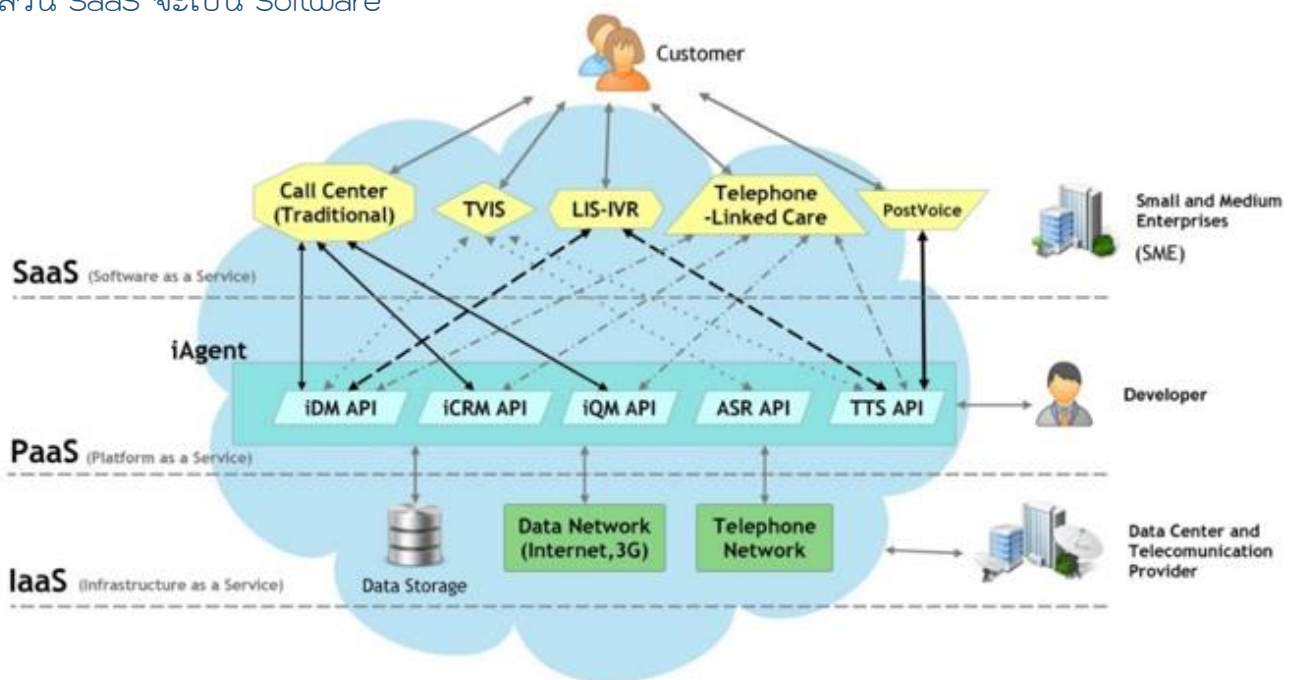 ส่วน SaaS จะเป็น Software
Customer
Call Center
(Traditional)
TVIS
LIS-IVR
Telephone
-Linked Care
PostVoice
Small and Medium
Enterprises
(SME)
SaaS (Software as a Service)
iAgent
iDM API
iCRM API
iQM API
ASR API
TTS API
Developer
PaaS (Platform as a Service)
Data Network
(Internet,3G)
Telephone
Network
Data Center and
Telecomunication
Provider
IaaS (Infrastructure as a Service)
Data Storage